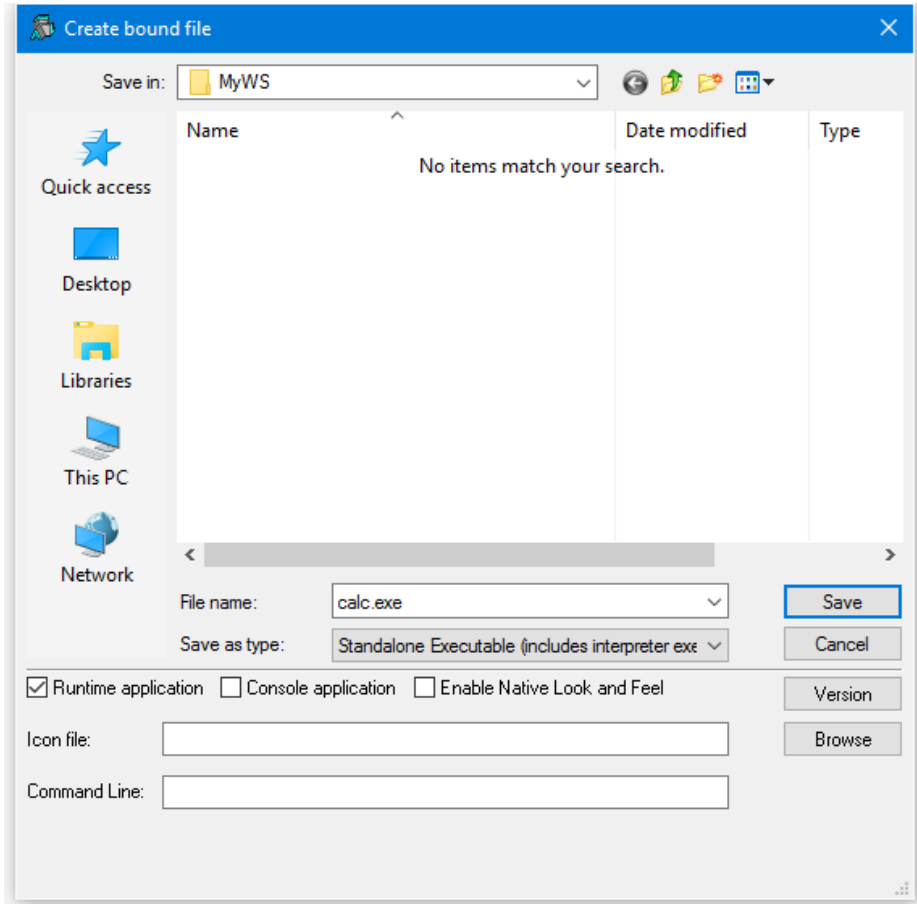 Create bound file
Save in: MyWS
Name Date modified Type
No items match your search.
Quick access
Desktop
Libraries
This PC
Network
File name: calc.exe Save
Save as type: Standalone Executable (includes interpreter exe Cancel
Runtime application Console application Enable Native Look and Feel Version
Icon file: Browse
Command Line: